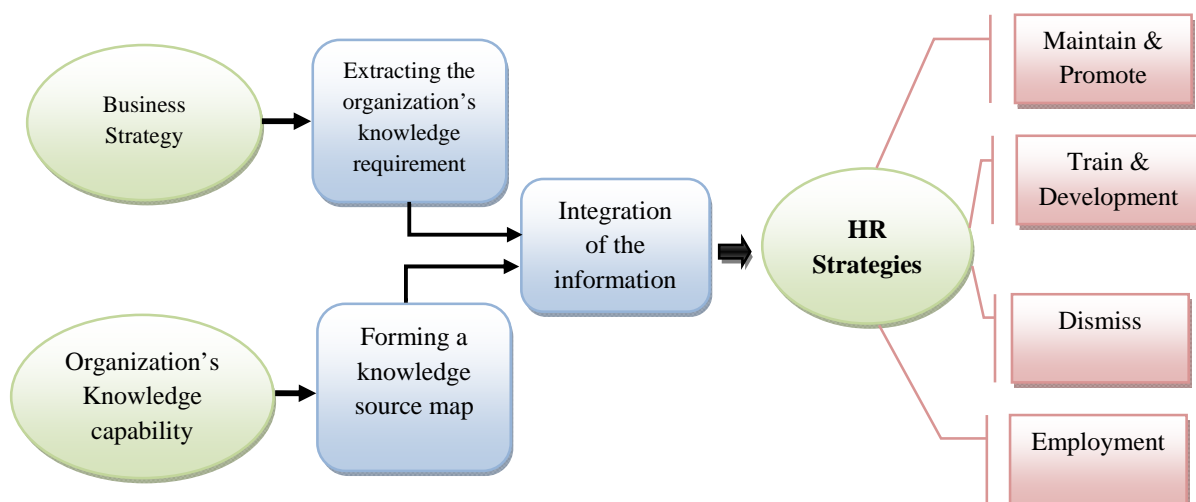 Business
Strategy
Extracting the
organization’s
knowledge
requirement
Organization’s
Knowledge
capability
Forming a
knowledge
source map
Integration
of the
information
HR
Strategies
Maintain &
Promote
Train &
Development
Dismiss
Employment